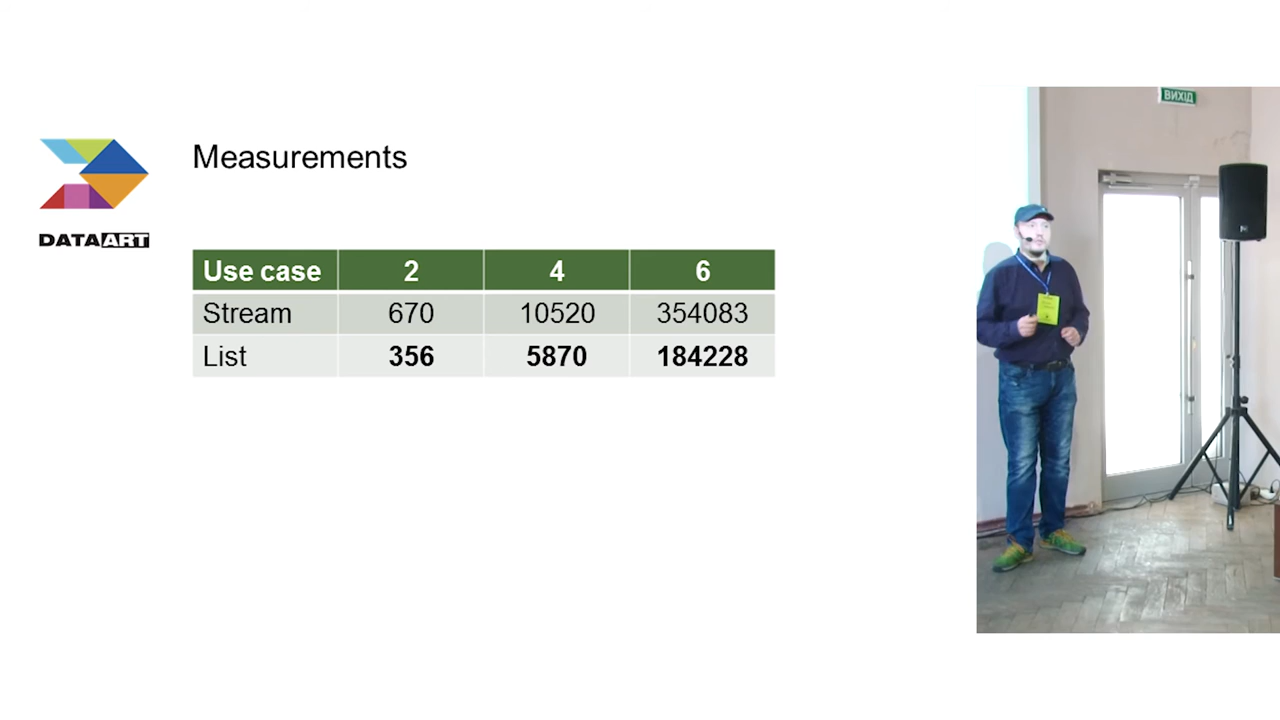 ВИХІД
Measurements
DATAART
Use case 2 4 6
Stream 670 10520 354083
List 356 5870 184228